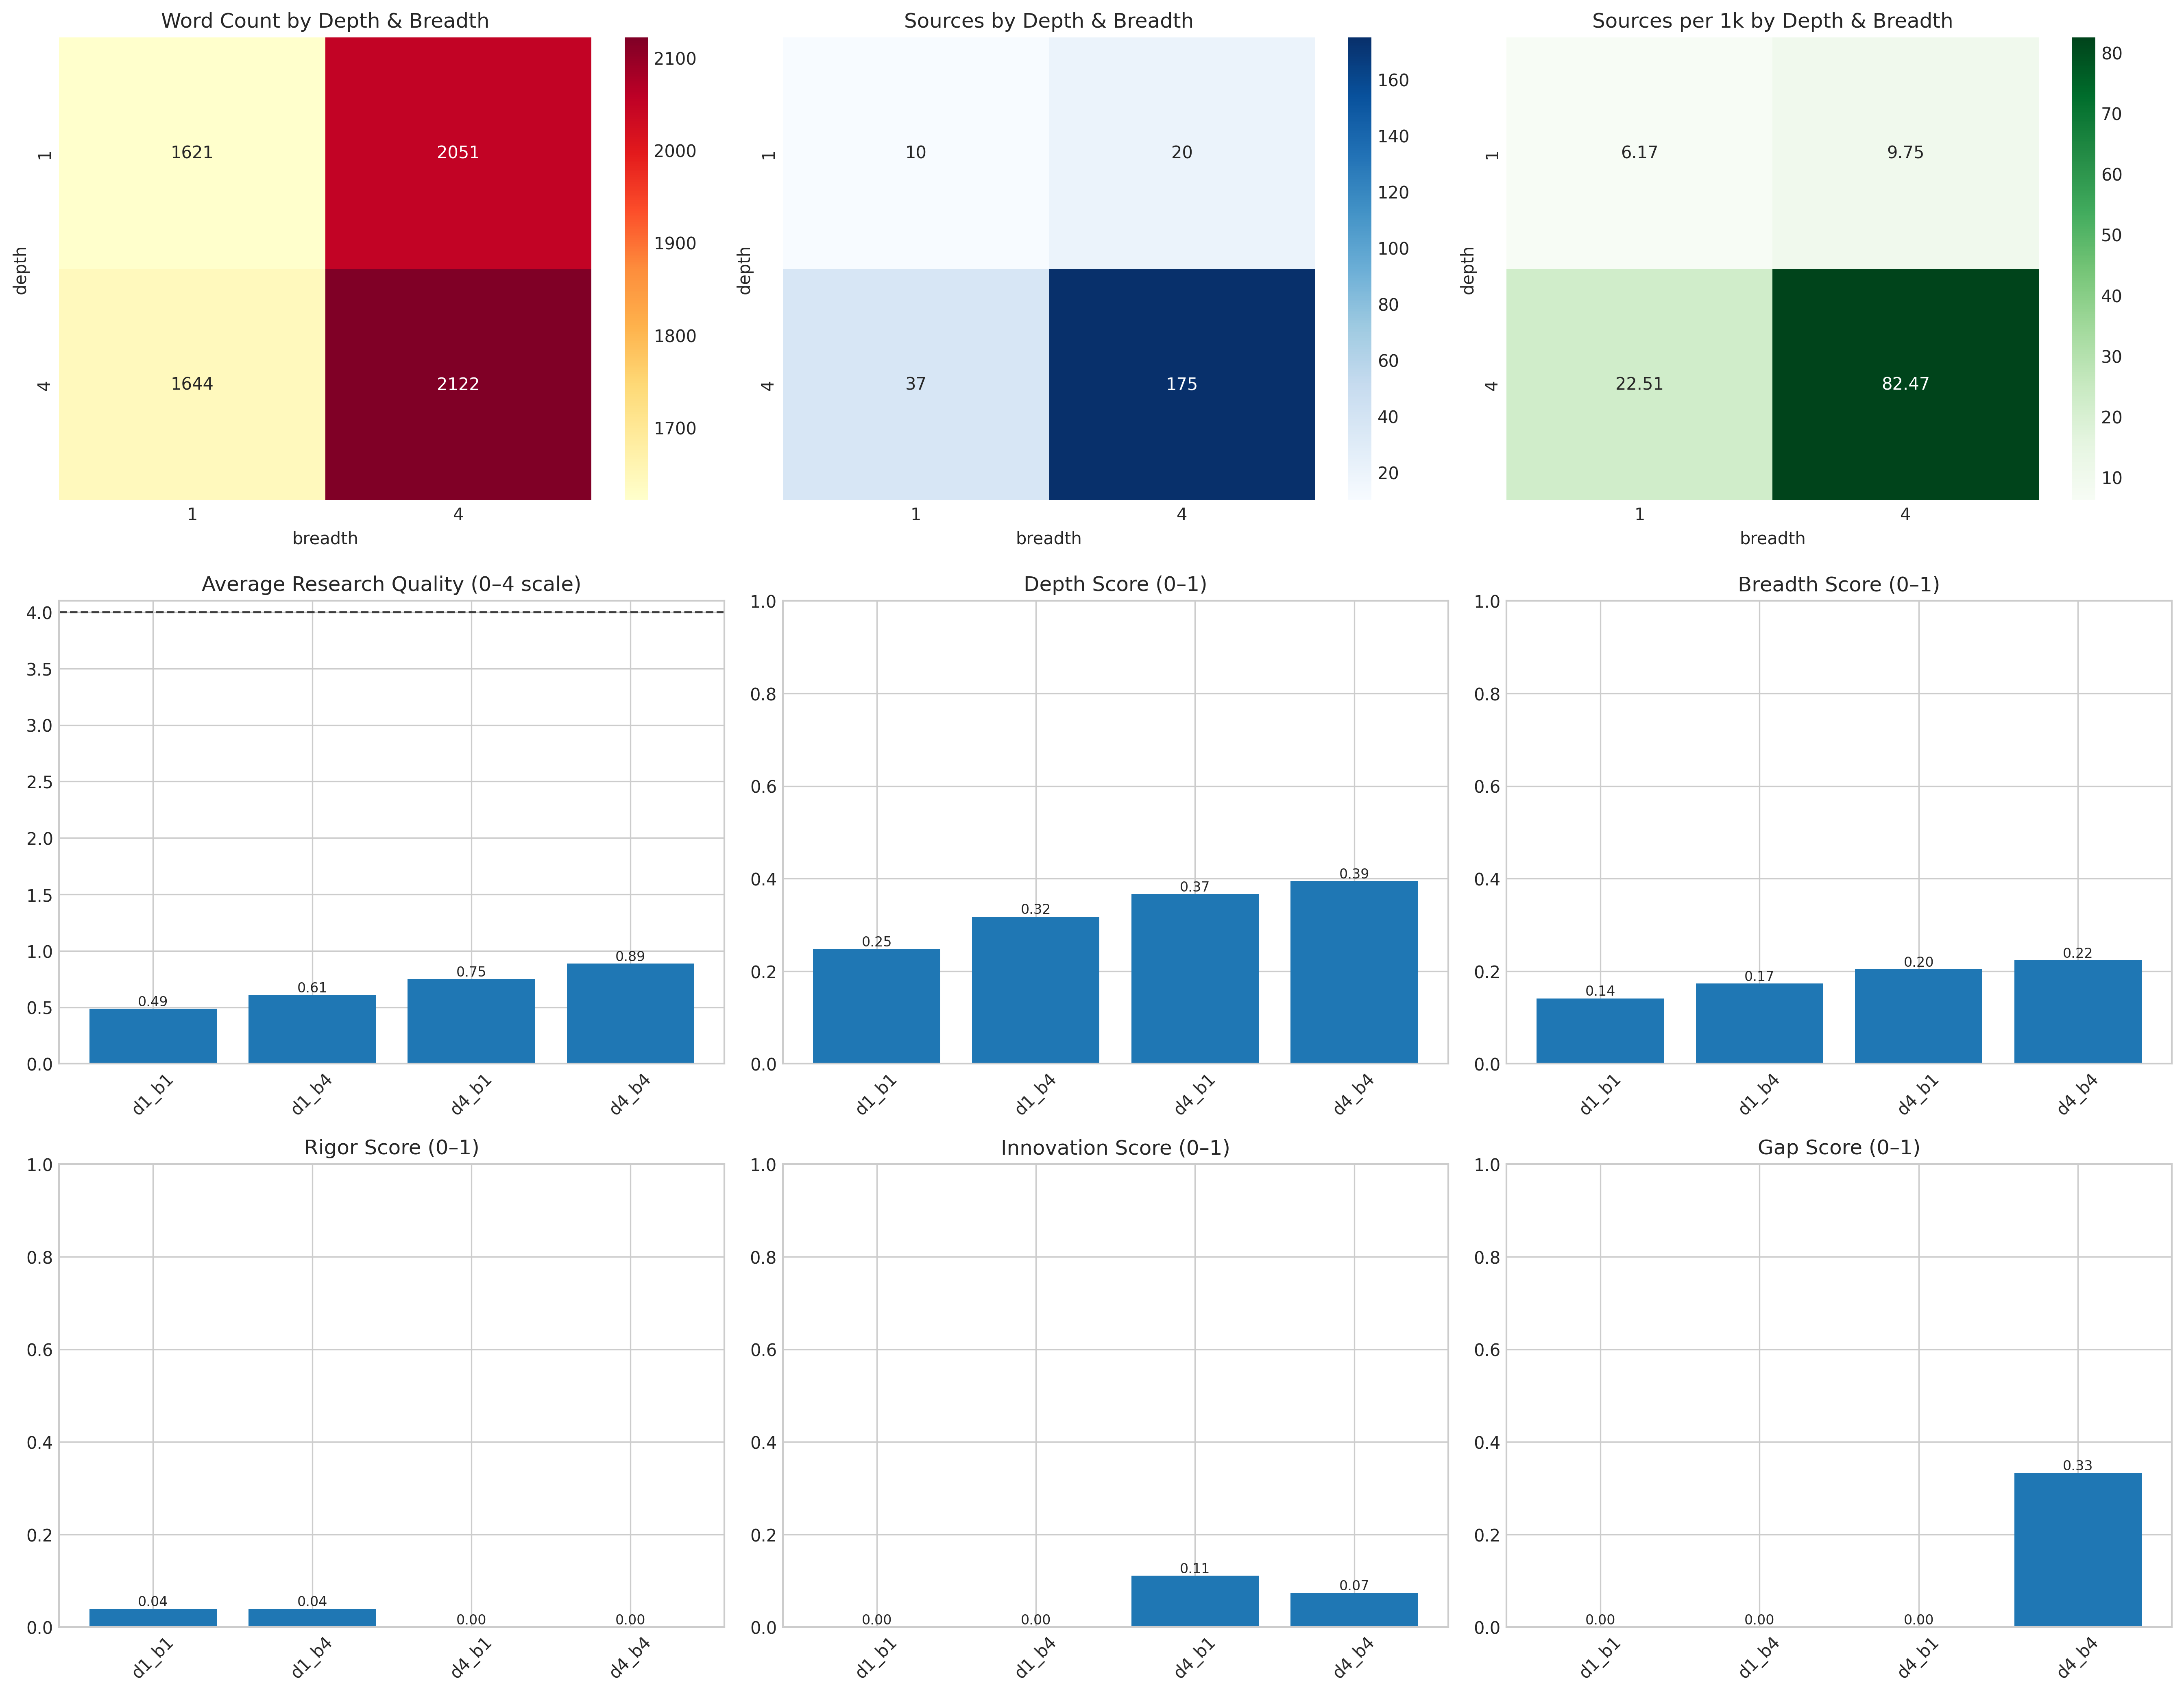 Word Count by Depth & Breadth
1621
2051
1644
2122
1
4
depth
1
4
breadth
2100
2000
1900
1800
1700
Sources by Depth & Breadth
10
20
37
175
1
4
depth
1
4
breadth
160
140
120
100
80
60
40
20
Sources per 1k by Depth & Breadth
6.17
9.75
22.51
82.47
1
4
depth
1
4
breadth
80
70
60
50
40
30
20
10
Average Research Quality (0–4 scale)
4.0
3.5
3.0
2.5
2.0
1.5
1.0
0.5
0.0
0.49
0.61
0.75
0.89
d1_b1
d1_b4
d4_b1
d4_b4
Depth Score (0–1)
1.0
0.8
0.6
0.4
0.2
0.0
0.25
0.32
0.37
0.39
d1_b1
d1_b4
d4_b1
d4_b4
Breadth Score (0–1)
1.0
0.8
0.6
0.4
0.2
0.0
0.14
0.17
0.20
0.22
d1_b1
d1_b4
d4_b1
d4_b4
Rigor Score (0–1)
1.0
0.8
0.6
0.4
0.2
0.0
0.04
0.04
0.00
0.00
d1_b1
d1_b4
d4_b1
d4_b4
Innovation Score (0–1)
1.0
0.8
0.6
0.4
0.2
0.0
0.00
0.00
0.11
0.07
d1_b1
d1_b4
d4_b1
d4_b4
Gap Score (0–1)
1.0
0.8
0.6
0.4
0.2
0.0
0.00
0.00
0.00
0.33
d1_b1
d1_b4
d4_b1
d4_b4